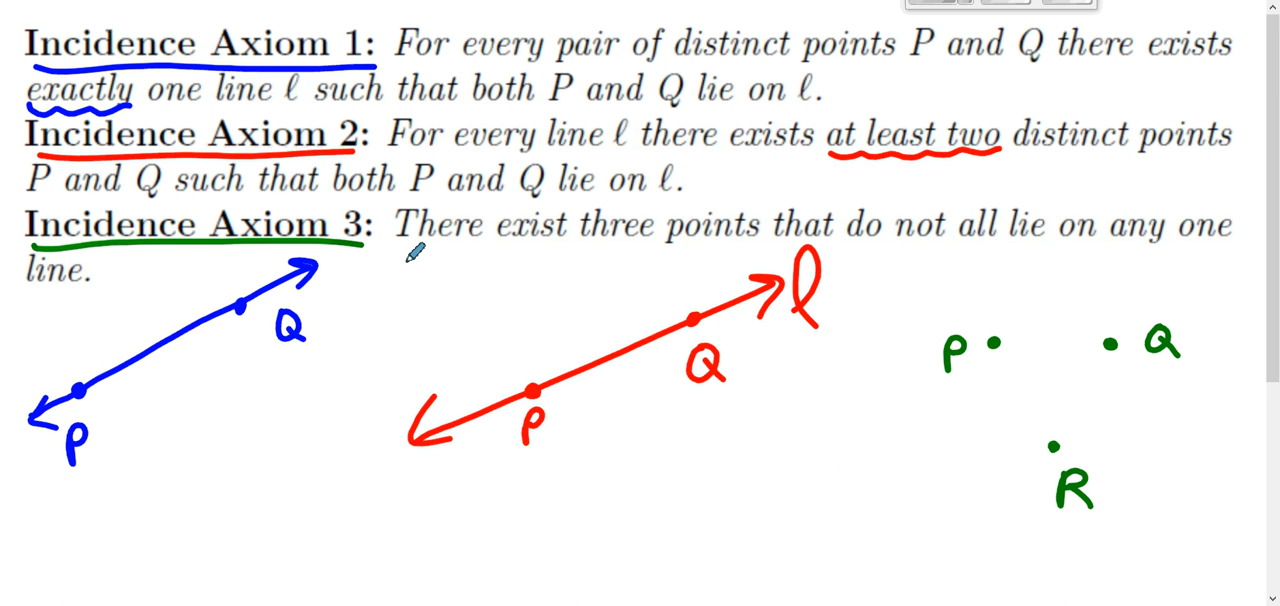 Incidence Axiom 1: For every pair of distinct points P and Q there exists
exactly one line ℓ such that both P and Q lie on ℓ.
Incidence Axiom 2: For every line ℓ there exists at least two distinct points
P and Q such that both P and Q lie on ℓ.
Incidence Axiom 3: There exist three points that do not all lie on any one
line.
Q
P
ℓ
Q
P
P
Q
R